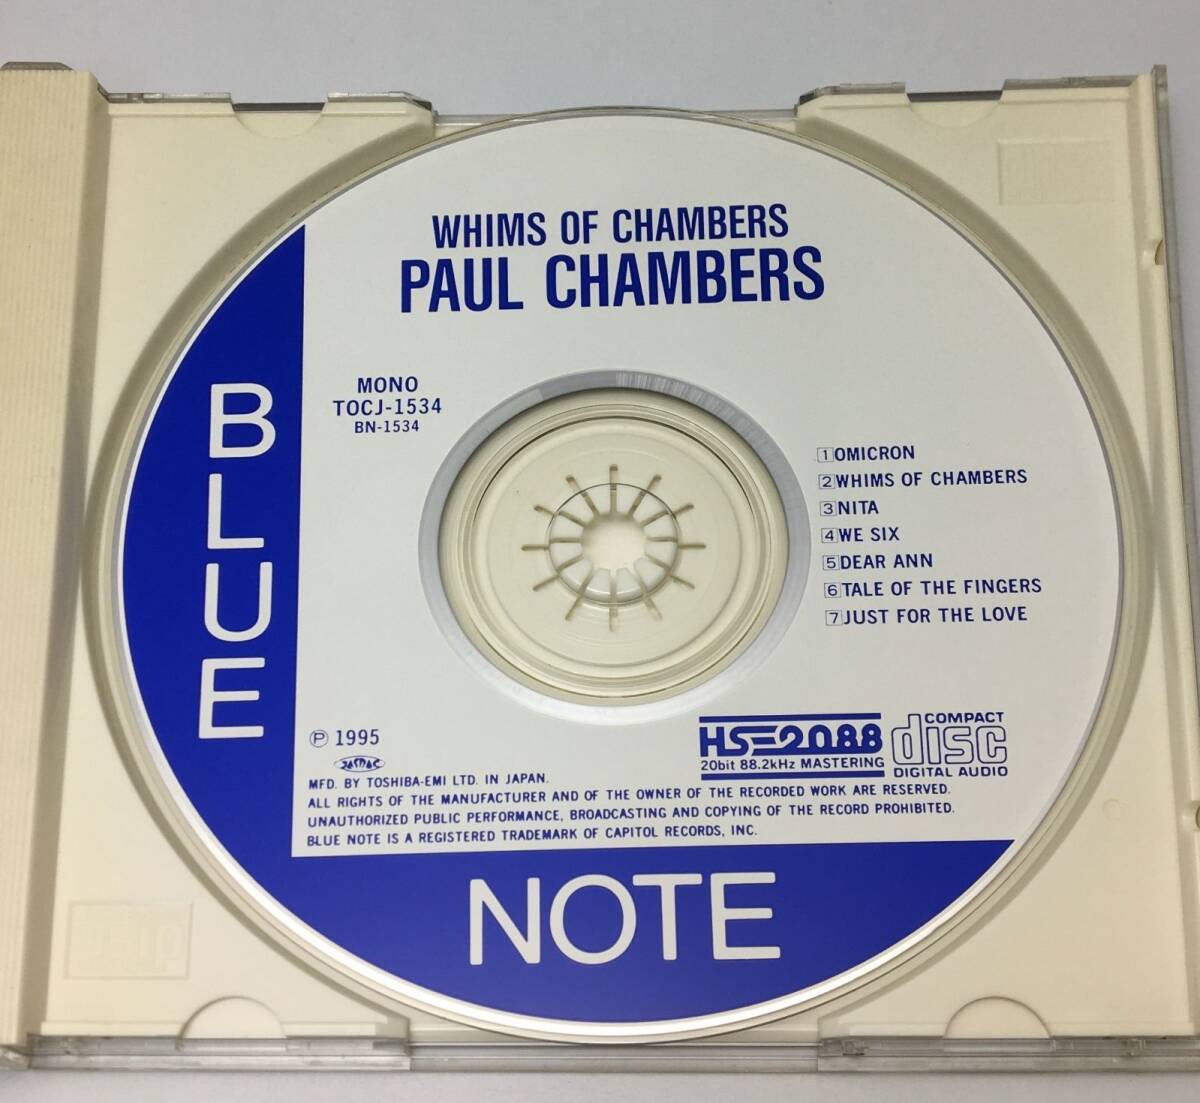 WHIMS OF CHAMBERS
PAUL CHAMBERS
MONO
TOCJ-1534
BN-1534
1 OMICRON
2 WHIMS OF CHAMBERS
3 NITA
4 WE SIX
5 DEAR ANN
6 TALE OF THE FINGERS
7 JUST FOR THE LOVE
BLUE
℗ 1995
JASRAC
HS2088
20bit 88.2kHz MASTERING
COMPACT
disc
DIGITAL AUDIO
MFD. BY TOSHIBA-EMI LTD. IN JAPAN.
ALL RIGHTS OF THE MANUFACTURER AND OF THE OWNER OF THE RECORDED WORK ARE RESERVED.
UNAUTHORIZED PUBLIC PERFORMANCE, BROADCASTING AND COPYING OF THE RECORD PROHIBITED.
BLUE NOTE IS A REGISTERED TRADEMARK OF CAPITOL RECORDS, INC.
NOTE